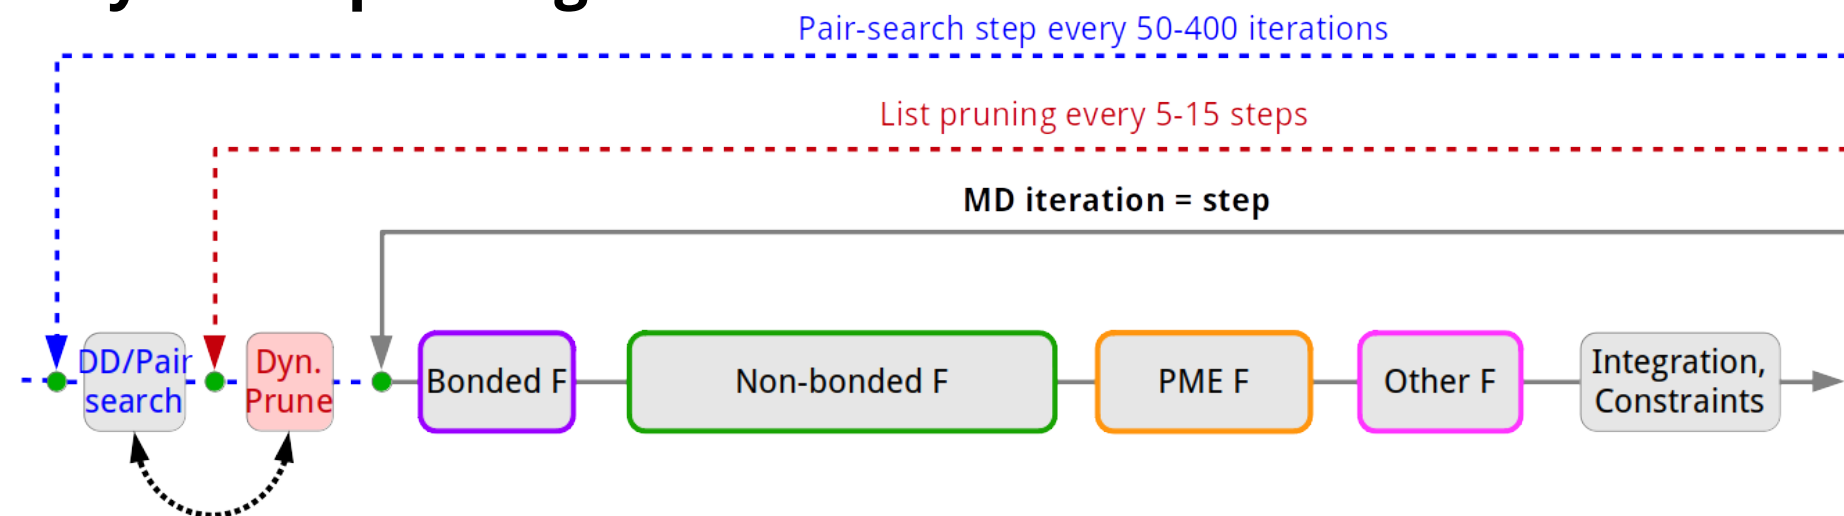 Pair-search step every 50-400 iterations
List pruning every 5-15 steps
MD iteration = step
DD/Pair
search
Dyn.
Prune
Bonded F
Non-bonded F
PME F
Other F
Integration,
Constraints